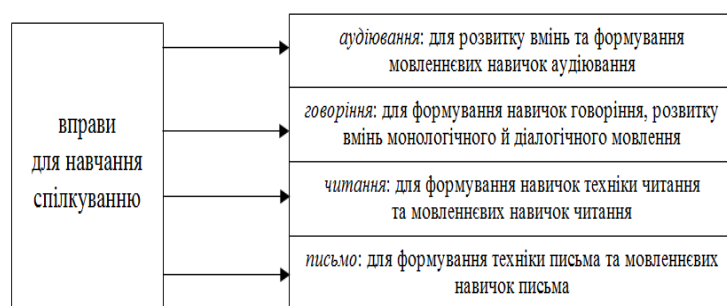 вправи
для навчання
спілкуванню
аудіювання: для розвитку вмінь та формування
мовленнєвих навичок аудіювання
говоріння: для формування навичок говоріння, розвитку
вмінь монологічного й діалогічного мовлення
читання: для формування навичок техніки читання
та мовленнєвих навичок читання
письмо: для формування техніки письма та мовленнєвих
навичок письма